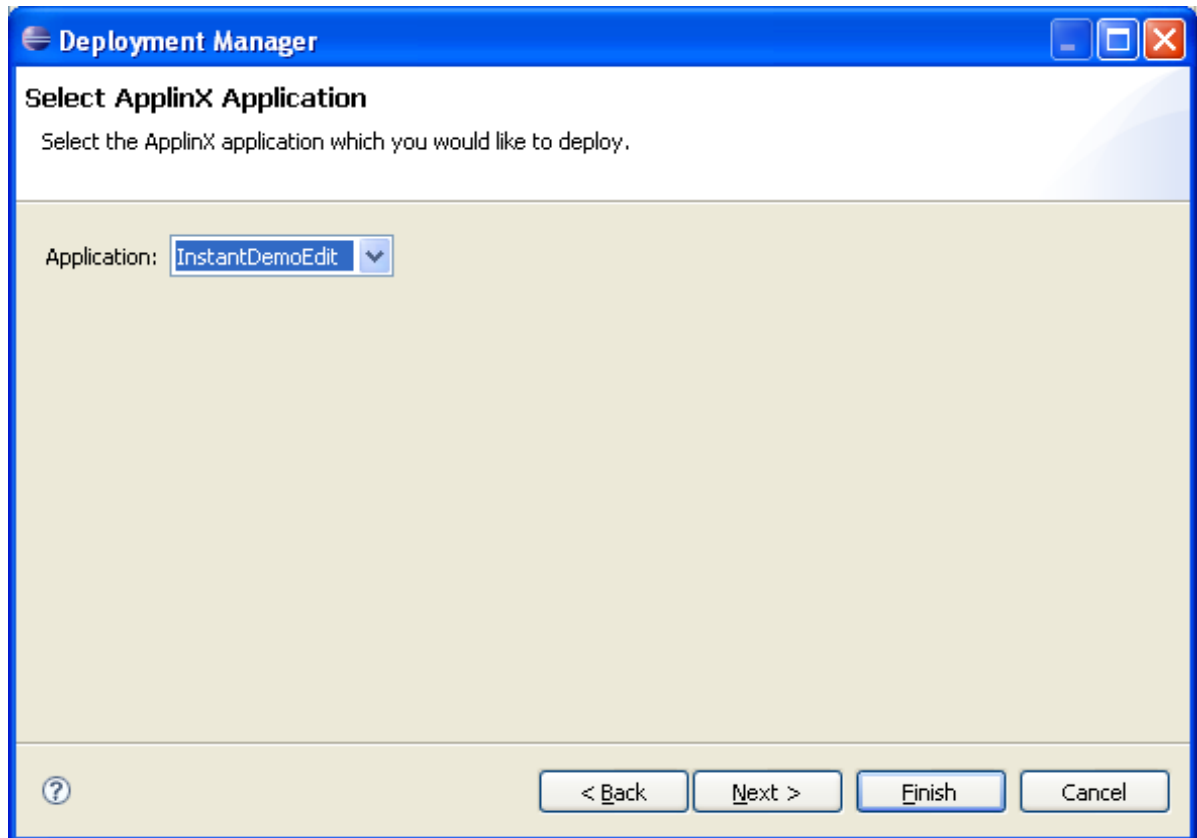 Deployment Manager
Select ApplinX Application
Select the ApplinX application which you would like to deploy.
Application: InstantDemoEdit
? < Back Next > Finish Cancel